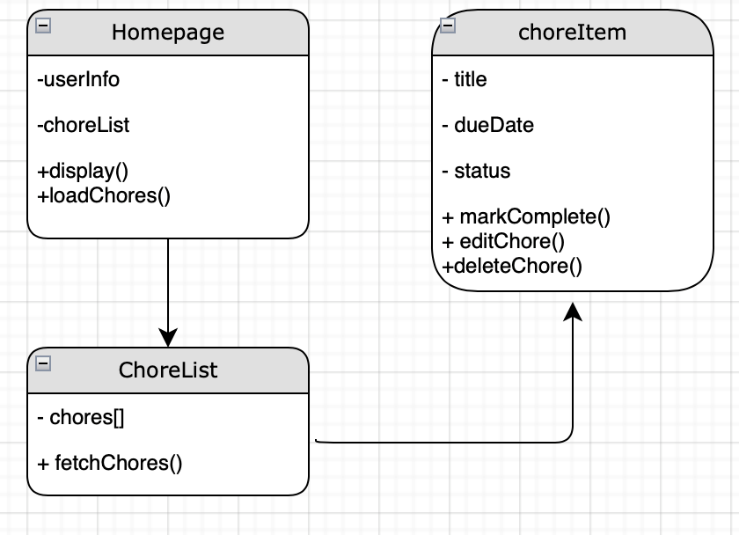 Homepage
-userInfo
-choreList
+display()
+loadChores()
choreItem
- title
- dueDate
- status
+ markComplete()
+ editChore()
+deleteChore()
ChoreList
- chores[]
+ fetchChores()